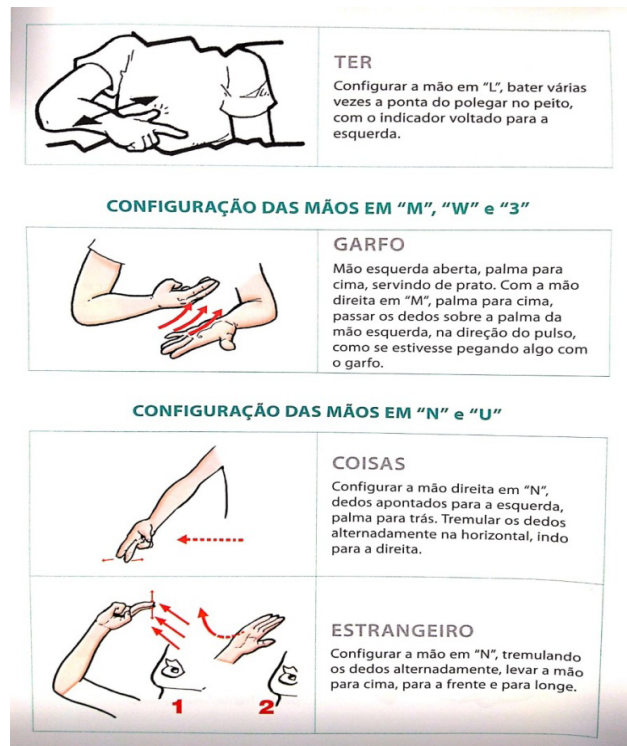 TER
Configurar a mão em “L”, bater várias
vezes a ponta do polegar no peito,
com o indicador voltado para a
esquerda.
CONFIGURAÇÃO DAS MÃOS EM “M”, “W” e “3”
GARFO
Mão esquerda aberta, palma para
cima, servindo de prato. Com a mão
direita em “M”, palma para cima,
passar os dedos sobre a palma da
mão esquerda, na direção do pulso,
como se estivesse pegando algo com
o garfo.
CONFIGURAÇÃO DAS MÃOS EM “N” e “U”
COISAS
Configurar a mão direita em “N”,
dedos apontados para a esquerda,
palma para trás. Tremular os dedos
alternadamente na horizontal, indo
para a direita.
ESTRANGEIRO
Configurar a mão em “N”, tremulando
os dedos alternadamente, levar a mão
para cima, para a frente e para longe.
1 2